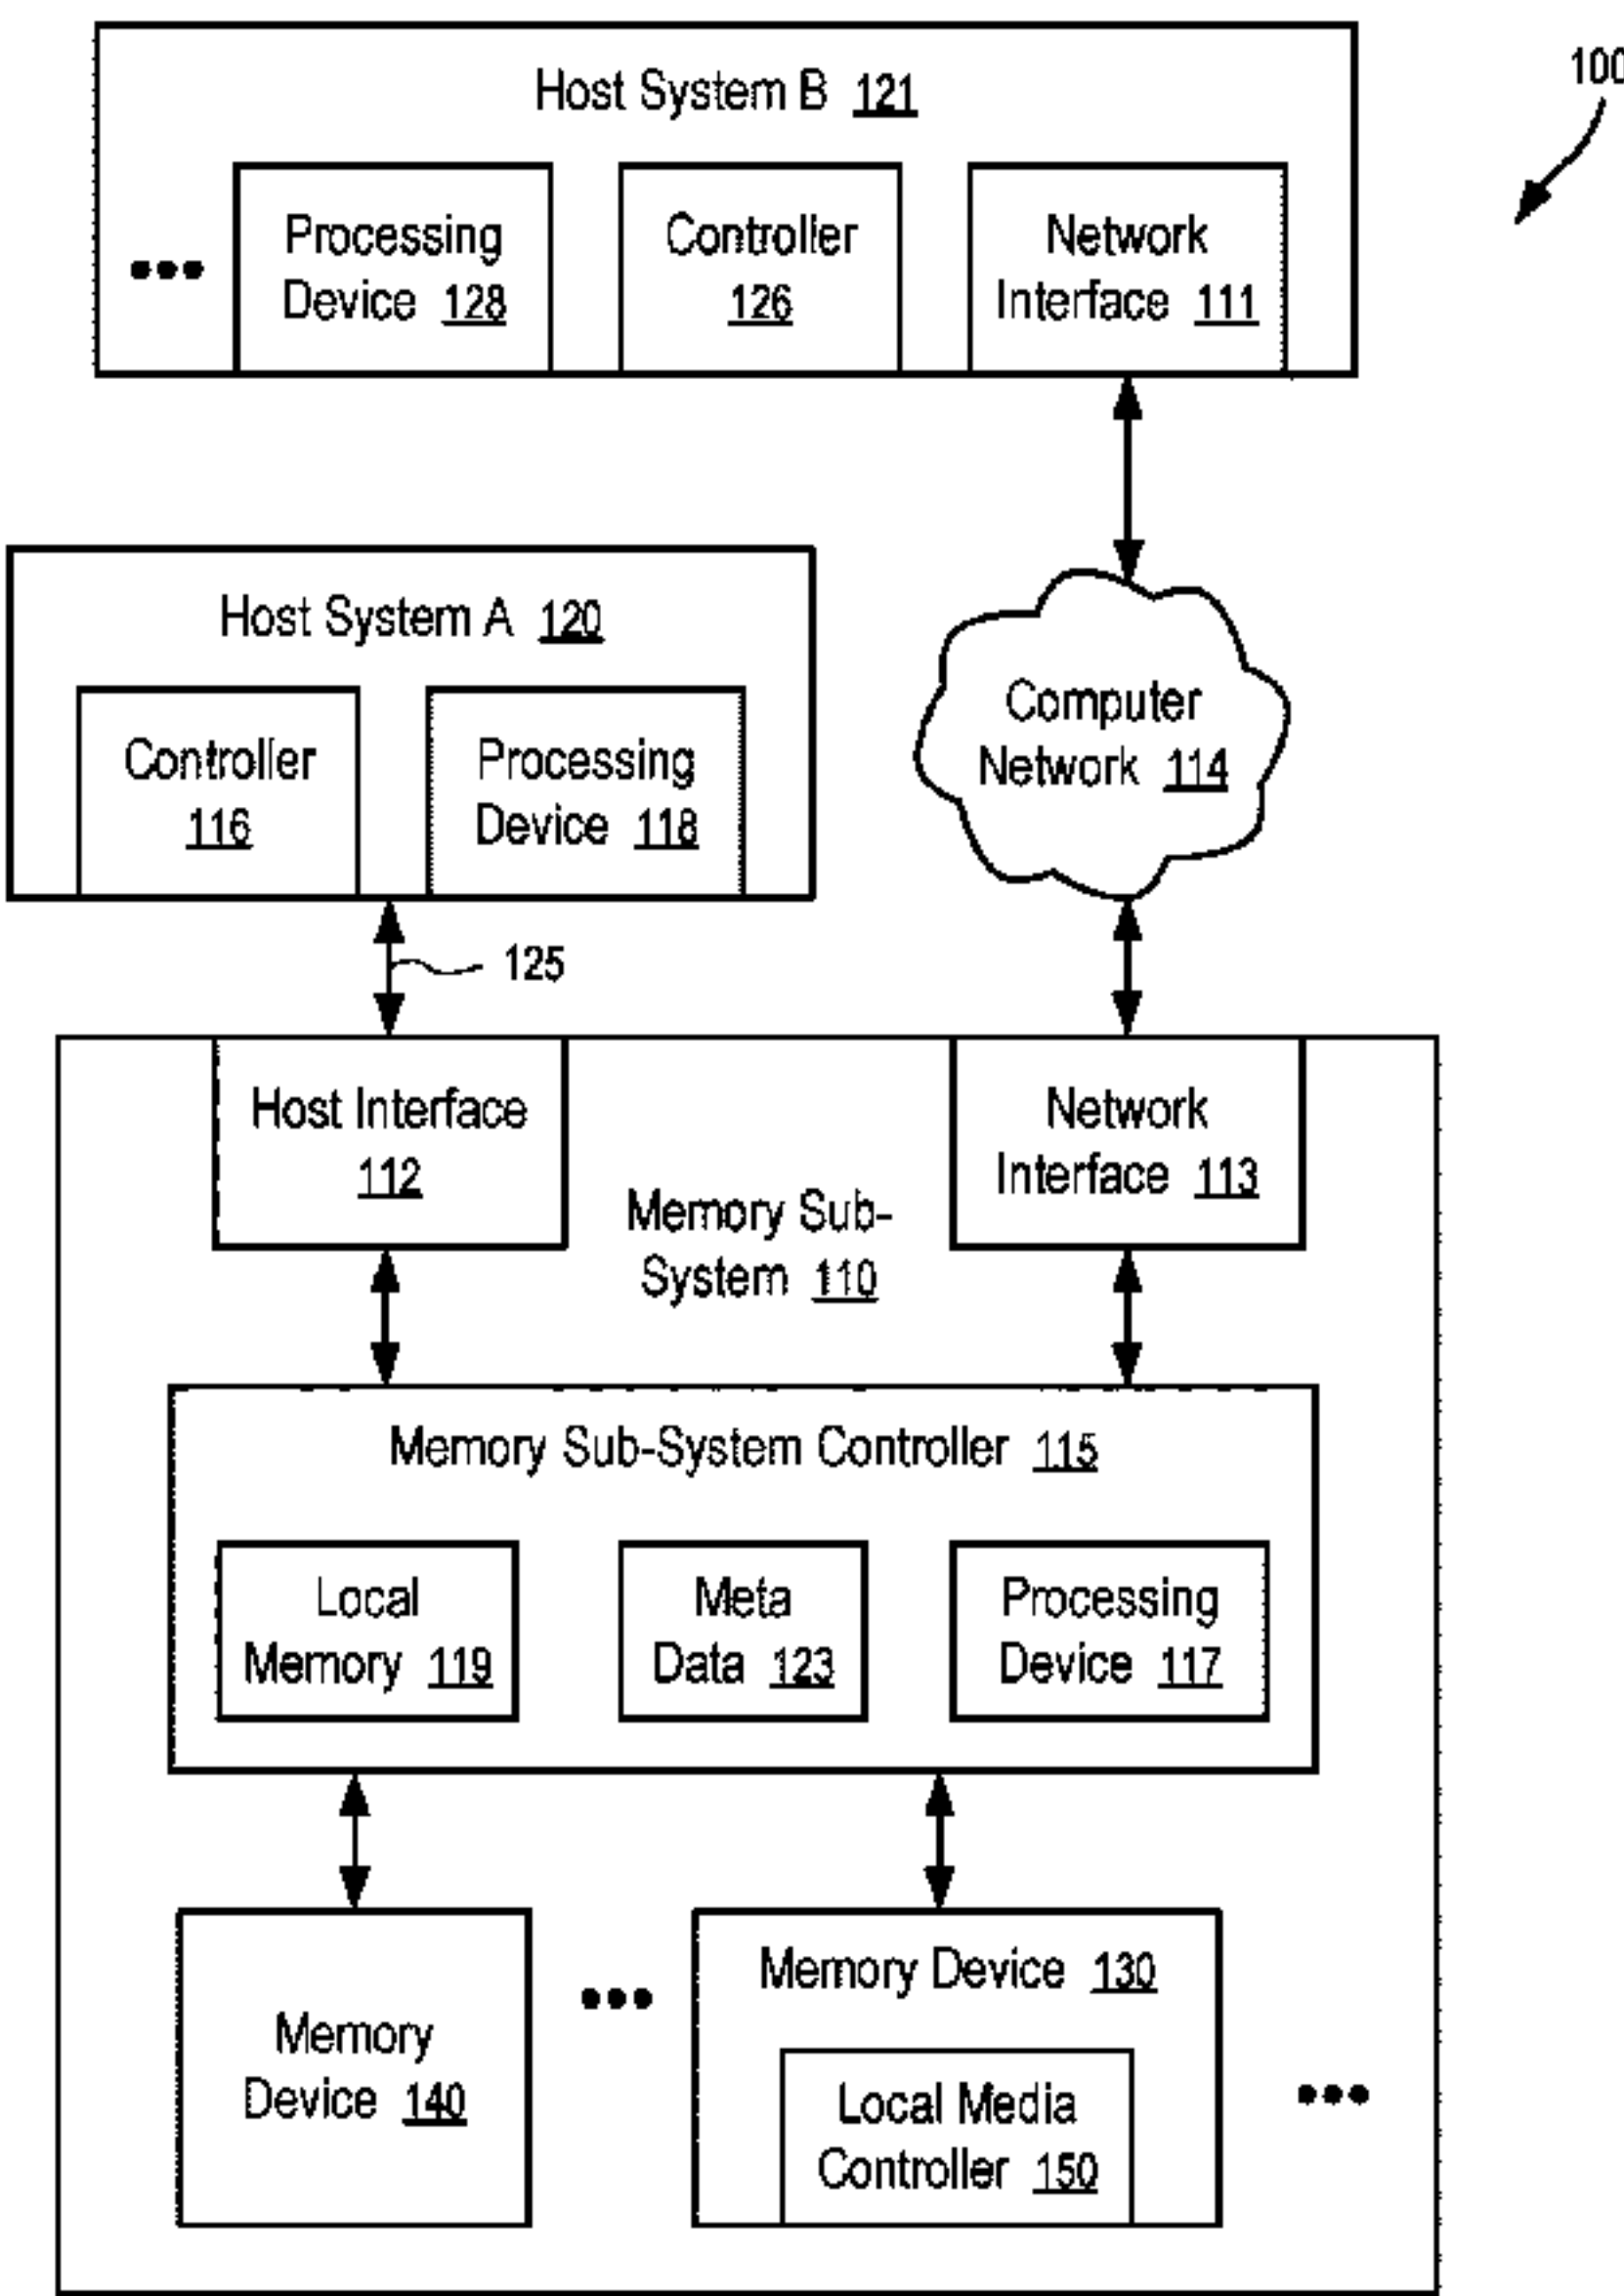 100
Host System B 121
Processing
Device 128
Controller
126
Network
Interface 111
Host System A 120
Controller
116
Processing
Device 118
Computer
Network 114
125
Host Interface
112
Network
Interface 113
Memory Sub-
System 110
Memory Sub-System Controller 115
Local
Memory 119
Meta
Data 123
Processing
Device 117
Memory
Device 140
Memory Device 130
Local Media
Controller 150